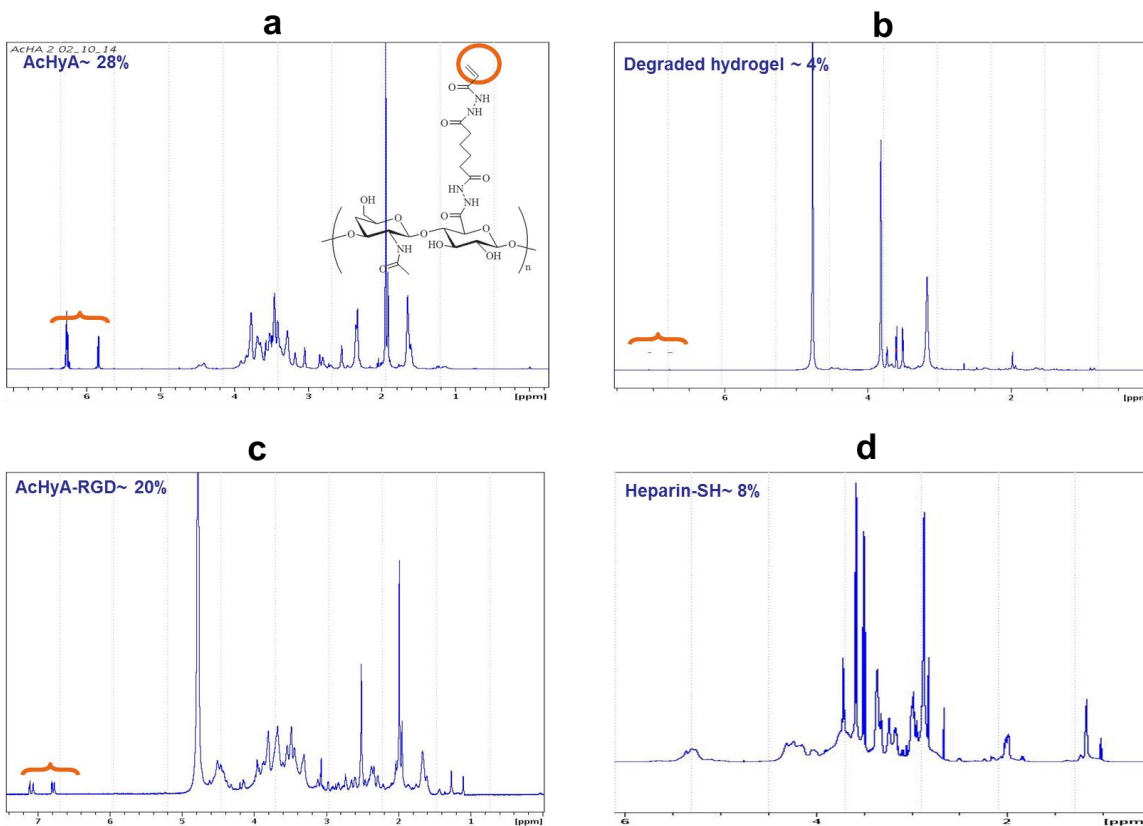 a
AcHA 2 02_10_14
AcHyA~ 28%
O
NH
NH
O
O
HN
NH
OH
O
O
O
O
O
O
HO
NH
OH
O
n
6 5 4 3 2 1 [ppm]
b
Degraded hydrogel ~ 4%
6 4 2 [ppm
c
AcHyA-RGD~ 20%
7 6 5 4 3 2 1 [ppm]
d
Heparin-SH~ 8%
6 4 2 [ppm